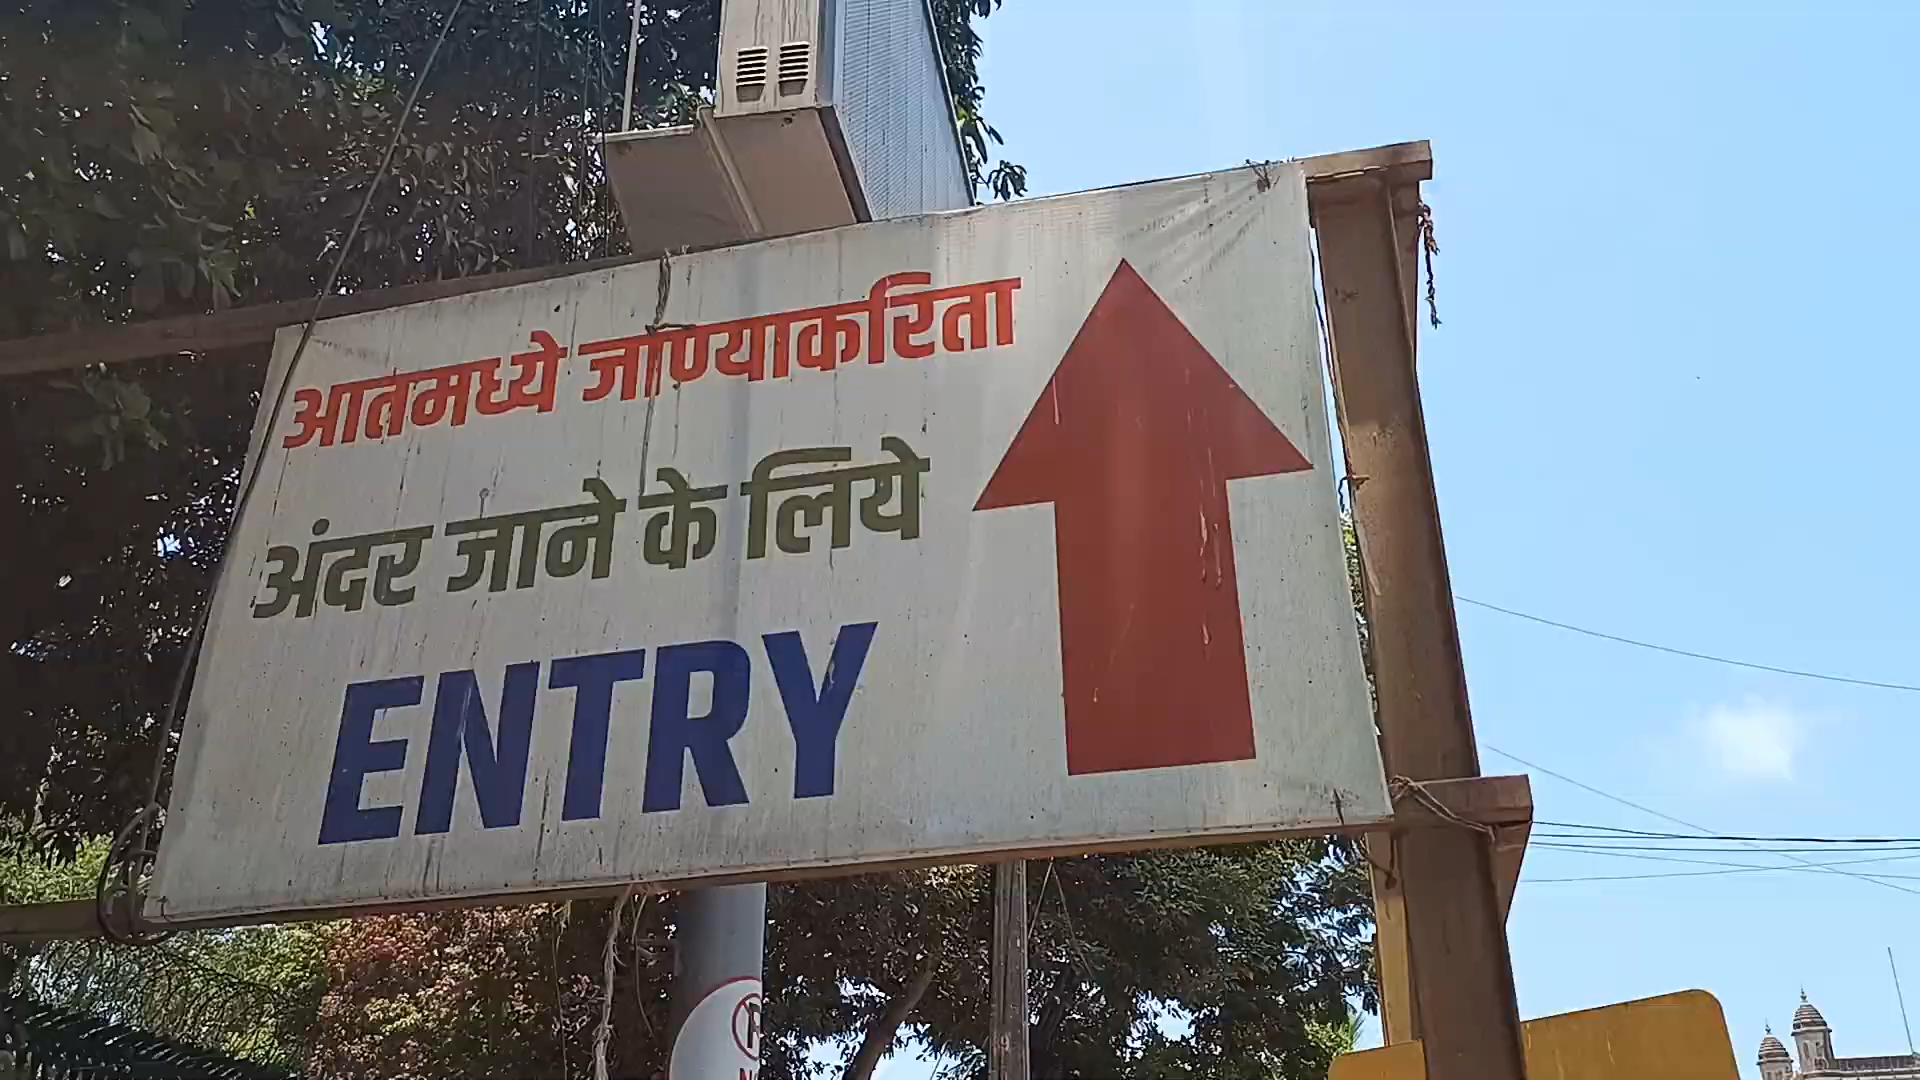 आतमध्ये जाण्याकरिता
अंदर जाने के लिये
ENTRY